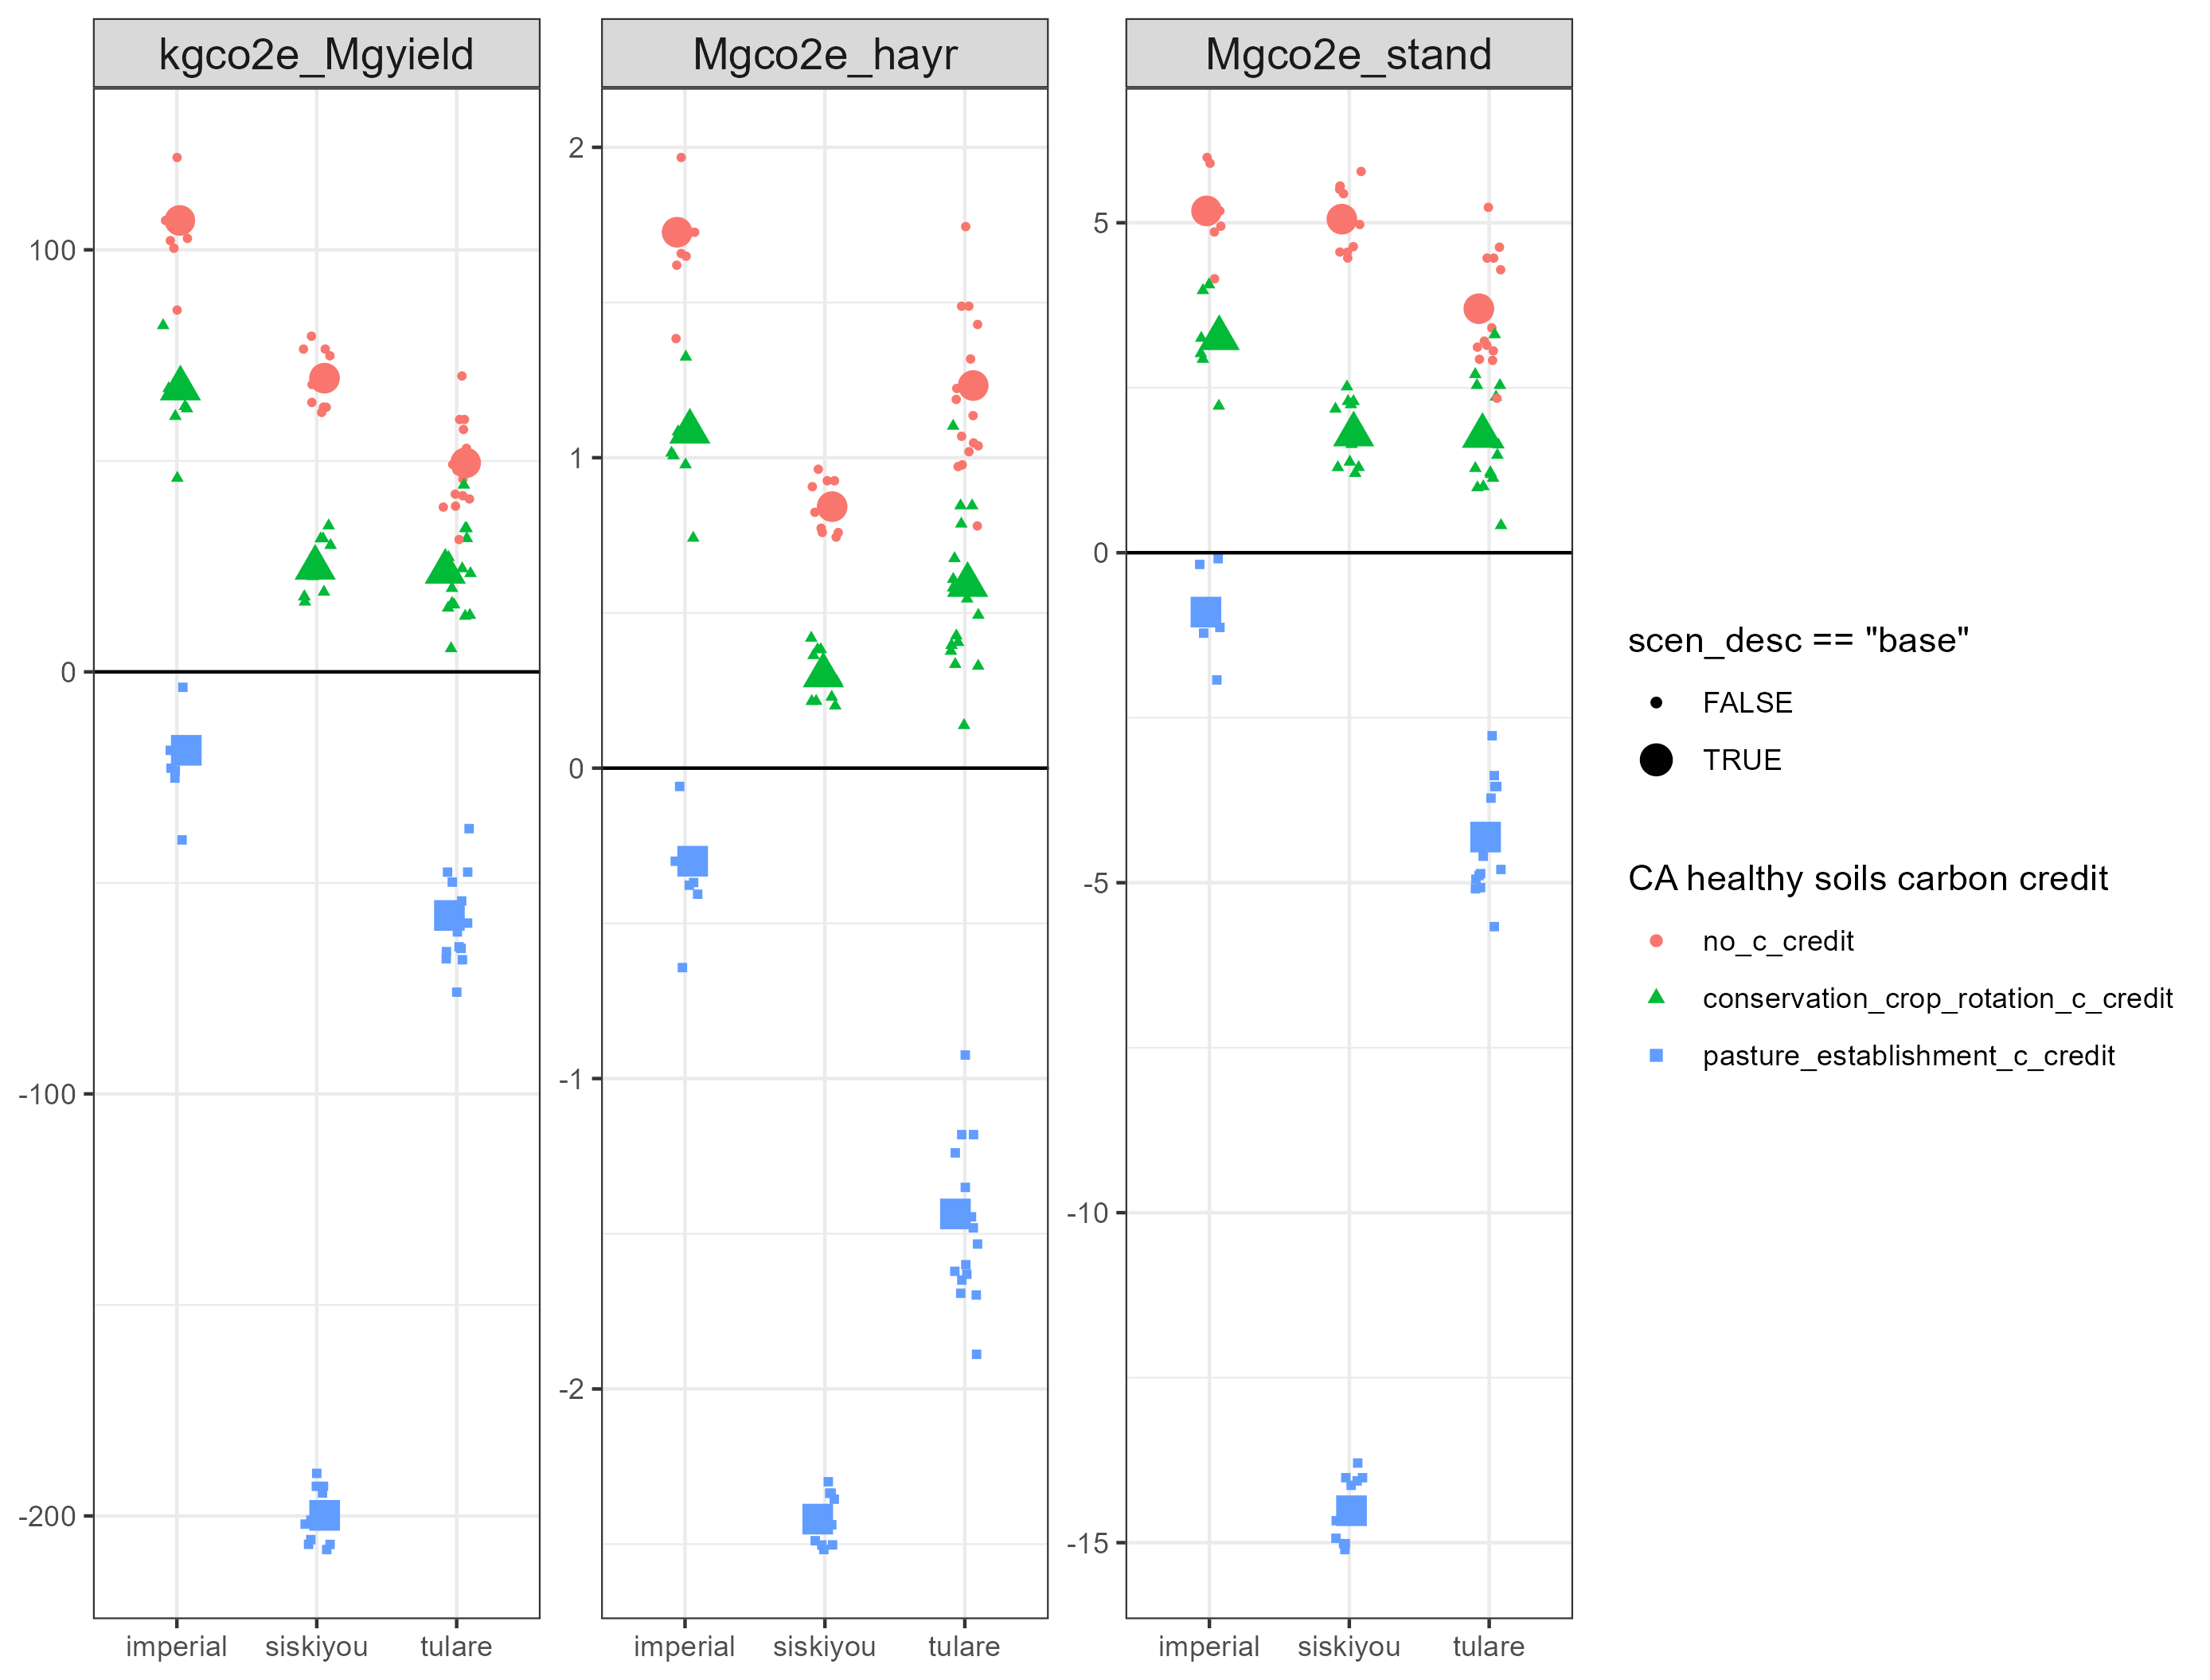 kgco2e_Mgyield
Mgco2e_hayr
Mgco2e_stand
100
0
-100
-200
2
1
0
-1
-2
5
0
-5
-10
-15
imperial siskiyou tulare
imperial siskiyou tulare
imperial siskiyou tulare
scen_desc == "base"
FALSE
TRUE
CA healthy soils carbon credit
no_c_credit
conservation_crop_rotation_c_credit
pasture_establishment_c_credit